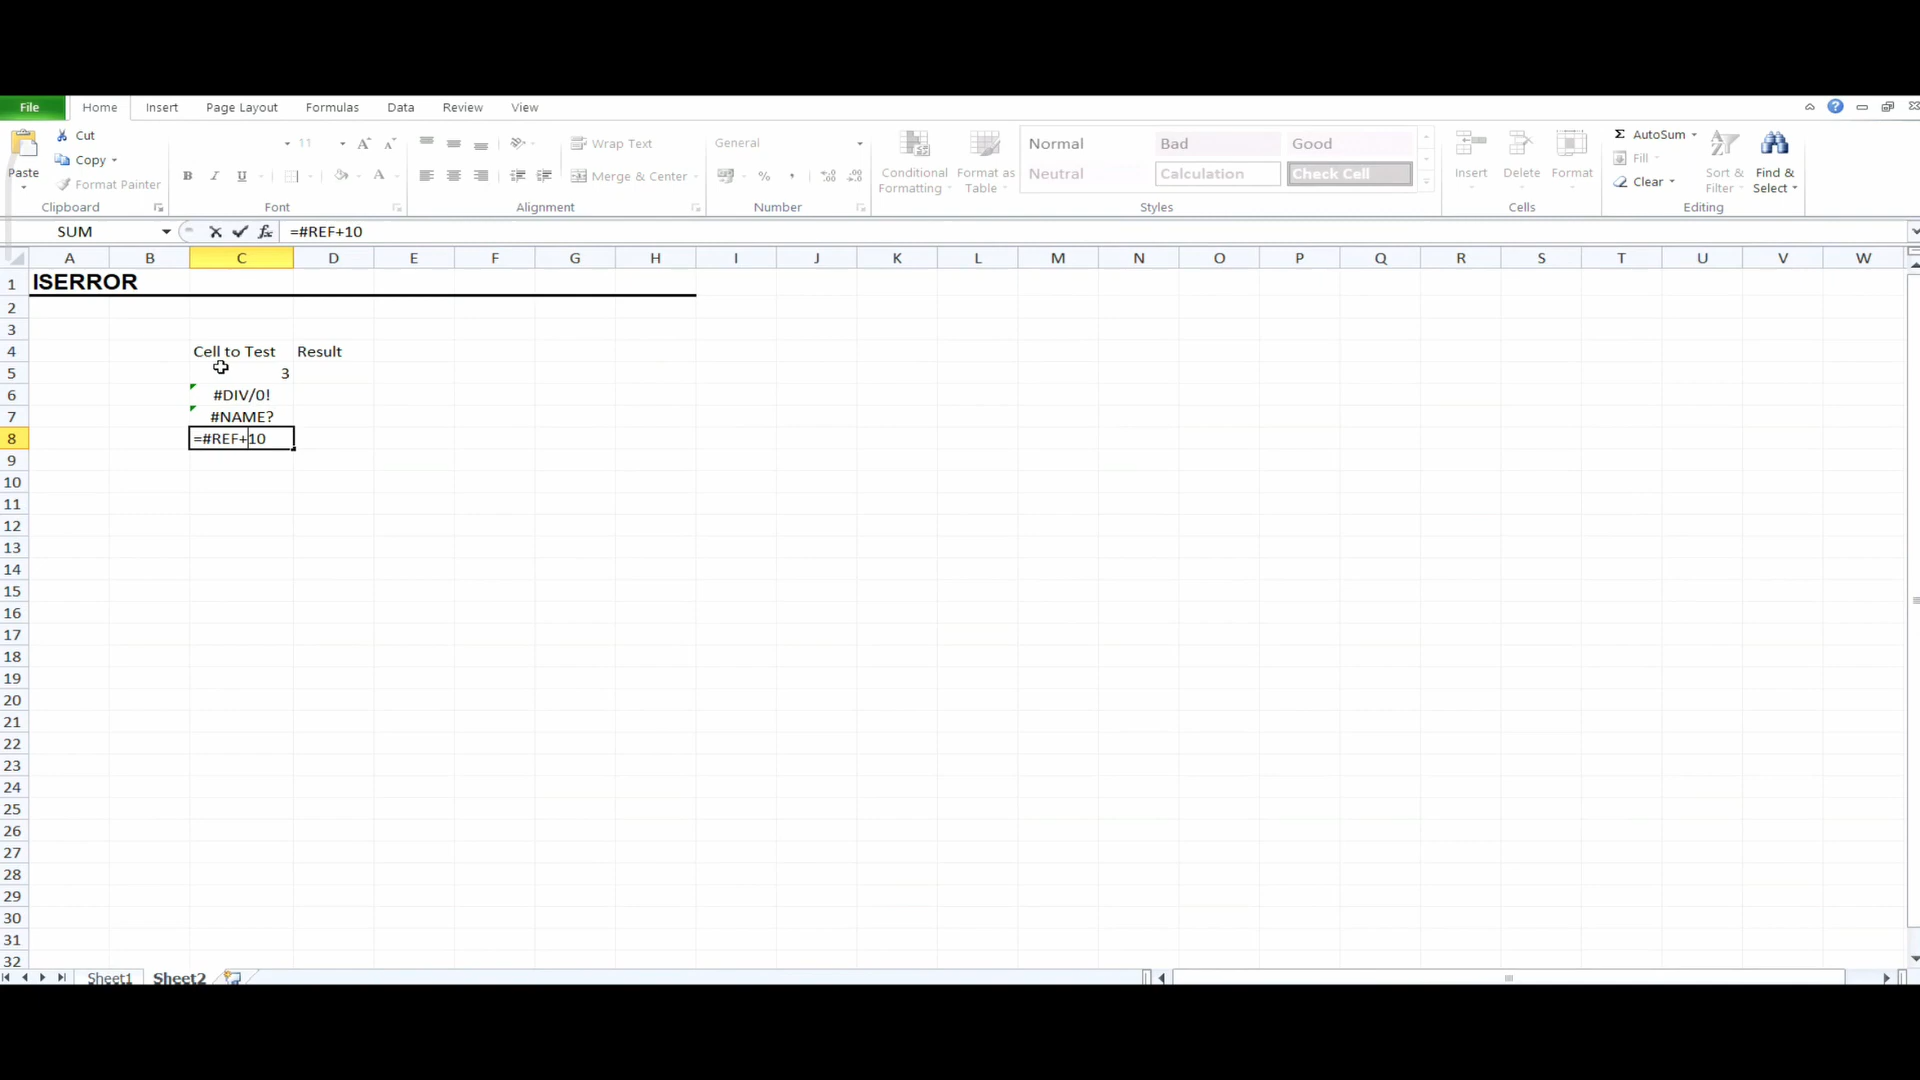 File Home Insert Page Layout Formulas Data Review View
Cut
Copy
Format Painter
Paste
11
Wrap Text
Merge & Center
General
Conditional Formatting
Format as Table
Normal Bad Good
Neutral Calculation Check Cell
Insert Delete Format
Σ AutoSum
Fill
Clear
Sort & Filter
Find & Select
Clipboard Font Alignment Number Styles Cells Editing
SUM fx =#REF+10
A B C D E F G H I J K L M N O P Q R S T U V W
1 ISERROR
2
3
4 Cell to Test Result
5 3
6 #DIV/0!
7 #NAME?
8 =#REF+10
9
10
11
12
13
14
15
16
17
18
19
20
21
22
23
24
25
26
27
28
29
30
31
32
Sheet1 Sheet2